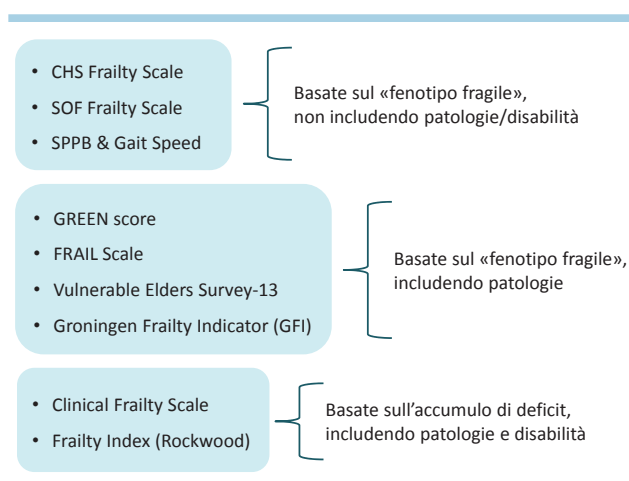 • CHS Frailty Scale
• SOF Frailty Scale
• SPPB & Gait Speed
Basate sul «fenotipo fragile»,
non includendo patologie/disabilità
• GREEN score
• FRAIL Scale
• Vulnerable Elders Survey-13
• Groningen Frailty Indicator (GFI)
Basate sul «fenotipo fragile»,
includendo patologie
• Clinical Frailty Scale
• Frailty Index (Rockwood)
Basate sull'accumulo di deficit,
includendo patologie e disabilità